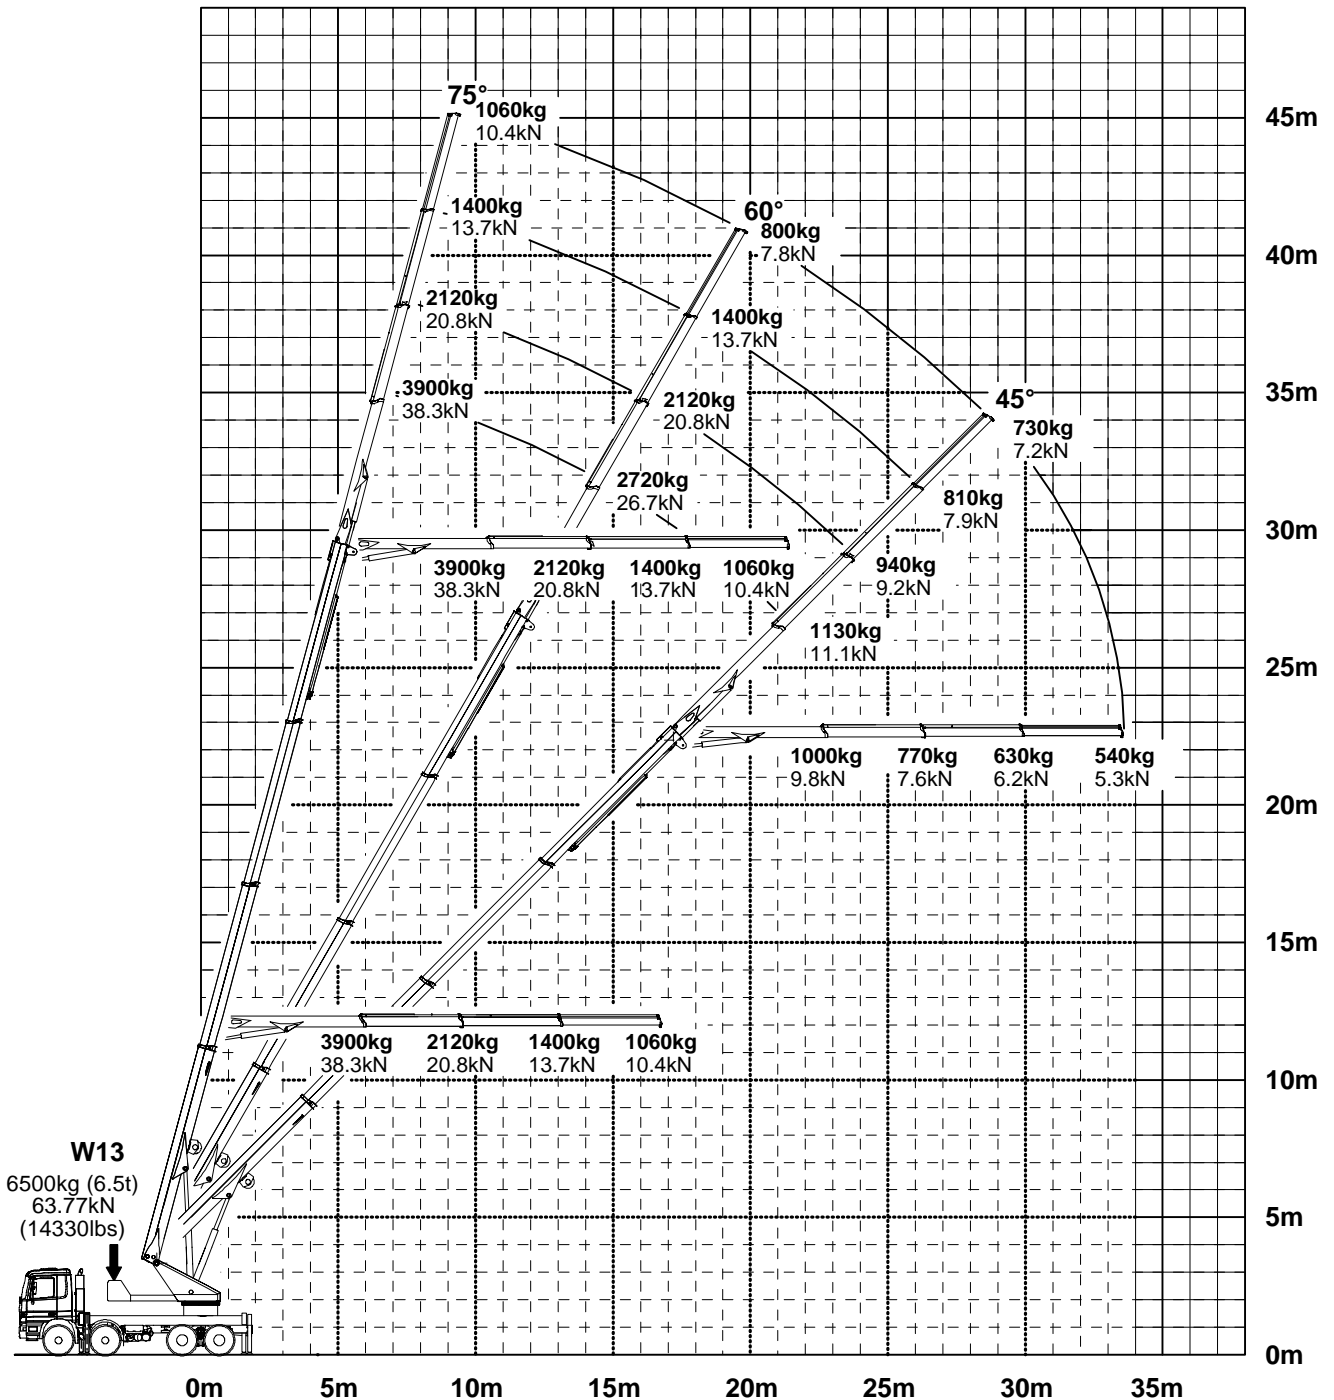 75°
1060kg
10.4kN
45m
1400kg
13.7kN
60°
800kg
7.8kN
40m
2120kg
20.8kN
1400kg
13.7kN
3900kg
38.3kN
2120kg
20.8kN
45°
730kg
7.2kN
35m
2720kg
26.7kN
810kg
7.9kN
30m
3900kg
38.3kN
2120kg
20.8kN
1400kg
13.7kN
1060kg
10.4kN
940kg
9.2kN
1130kg
11.1kN
25m
1000kg
9.8kN
770kg
7.6kN
630kg
6.2kN
540kg
5.3kN
20m
15m
3900kg
38.3kN
2120kg
20.8kN
1400kg
13.7kN
1060kg
10.4kN
10m
W13
6500kg (6.5t)
63.77kN
(14330lbs)
5m
0m
0m 5m 10m 15m 20m 25m 30m 35m